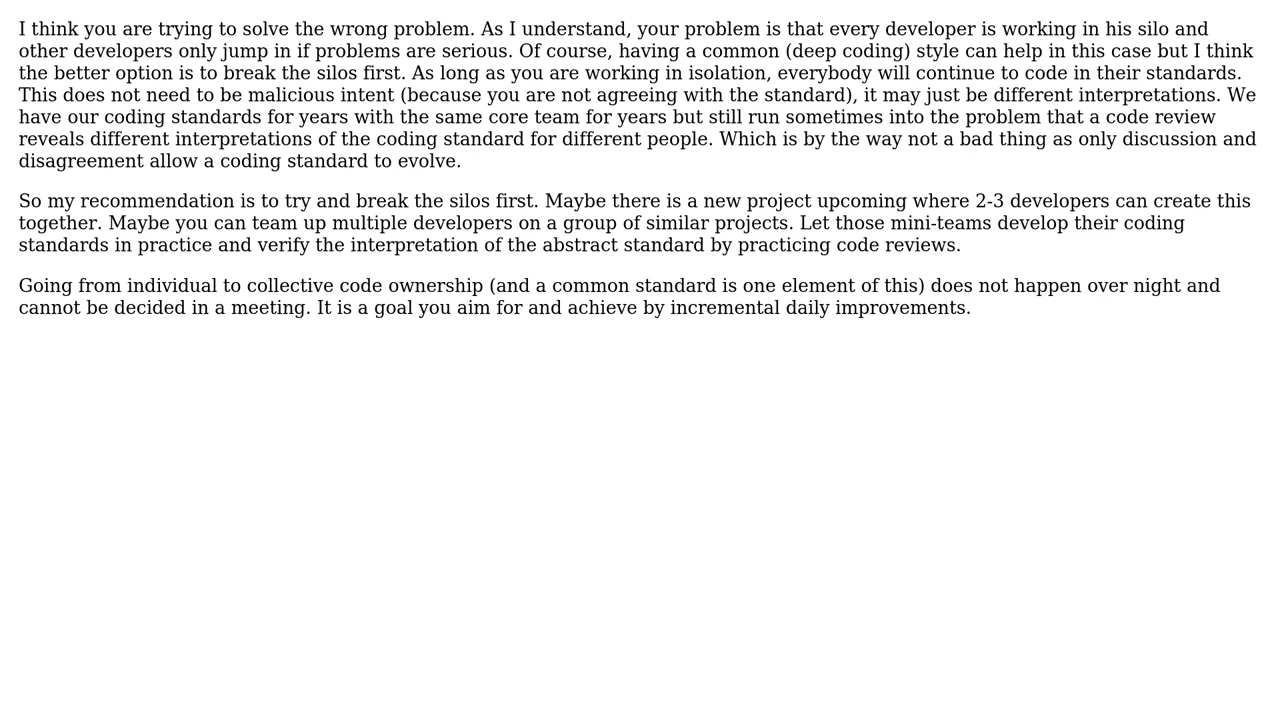 I think you are trying to solve the wrong problem. As I understand, your problem is that every developer is working in his silo and
other developers only jump in if problems are serious. Of course, having a common (deep coding) style can help in this case but I think
the better option is to break the silos first. As long as you are working in isolation, everybody will continue to code in their standards.
This does not need to be malicious intent (because you are not agreeing with the standard), it may just be different interpretations. We
have our coding standards for years with the same core team for years but still run sometimes into the problem that a code review
reveals different interpretations of the coding standard for different people. Which is by the way not a bad thing as only discussion and
disagreement allow a coding standard to evolve.
So my recommendation is to try and break the silos first. Maybe there is a new project upcoming where 2-3 developers can create this
together. Maybe you can team up multiple developers on a group of similar projects. Let those mini-teams develop their coding
standards in practice and verify the interpretation of the abstract standard by practicing code reviews.
Going from individual to collective code ownership (and a common standard is one element of this) does not happen over night and
cannot be decided in a meeting. It is a goal you aim for and achieve by incremental daily improvements.